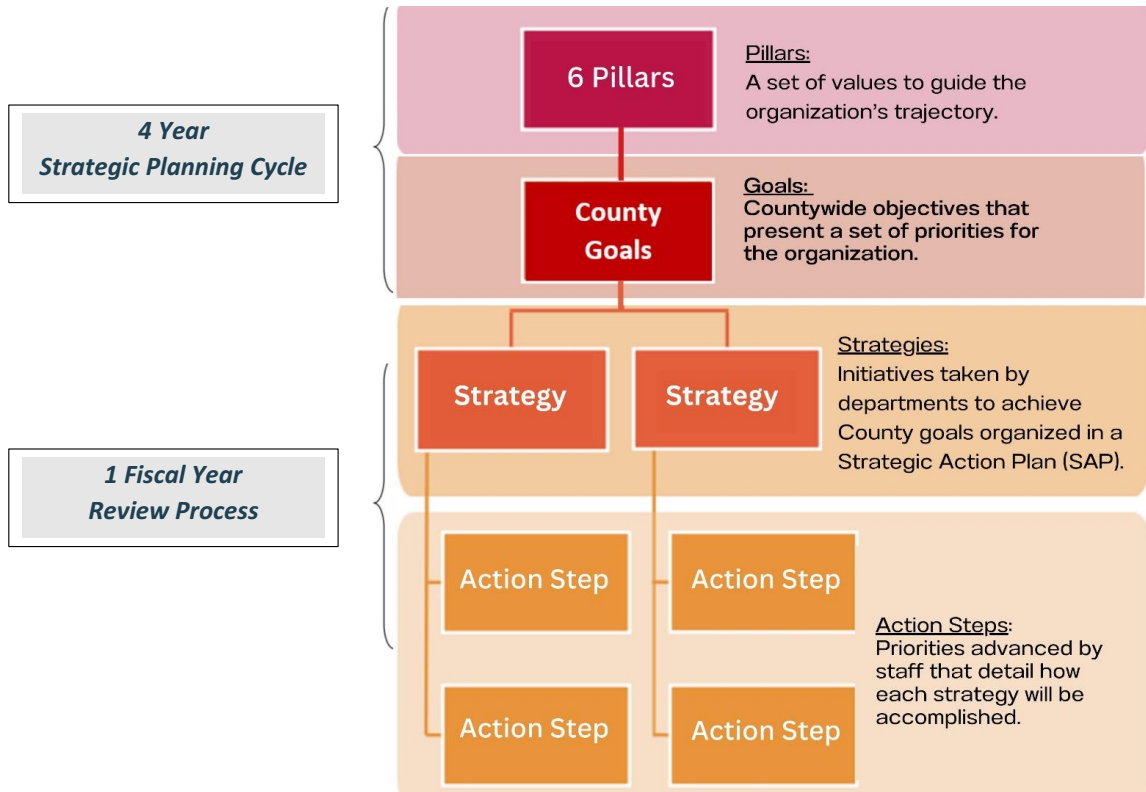 4 Year
Strategic Planning Cycle
6 Pillars
Pillars:
A set of values to guide the
organization's trajectory.
County
Goals
Goals:
Countywide objectives that
present a set of priorities for
the organization.
1 Fiscal Year
Review Process
Strategy
Strategy
Strategies:
Initiatives taken by
departments to achieve
County goals organized in a
Strategic Action Plan (SAP).
Action Step
Action Step
Action Step
Action Step
Action Steps:
Priorities advanced by
staff that detail how
each strategy will be
accomplished.